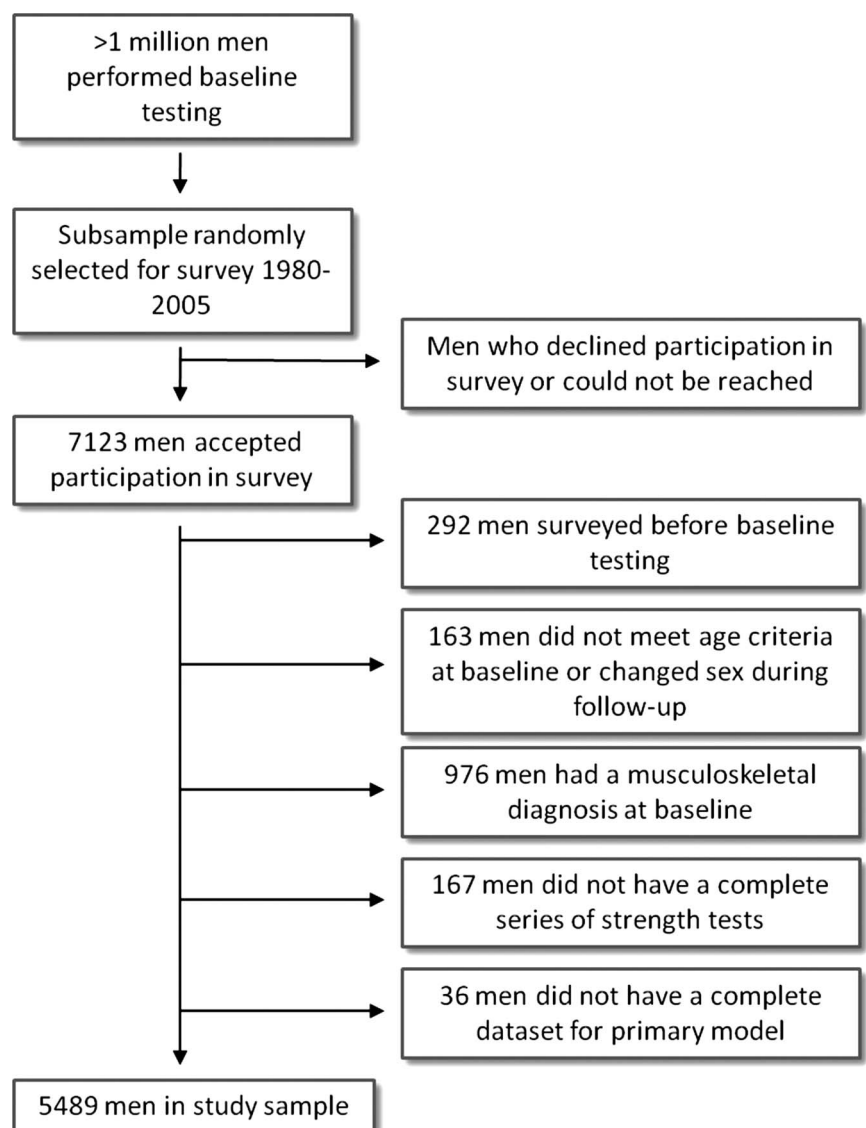 >1 million men
performed baseline
testing
Subsample randomly
selected for survey 1980-
2005
Men who declined participation in
survey or could not be reached
7123 men accepted
participation in survey
292 men surveyed before baseline
testing
163 men did not meet age criteria
at baseline or changed sex during
follow-up
976 men had a musculoskeletal
diagnosis at baseline
167 men did not have a complete
series of strength tests
36 men did not have a complete
dataset for primary model
5489 men in study sample